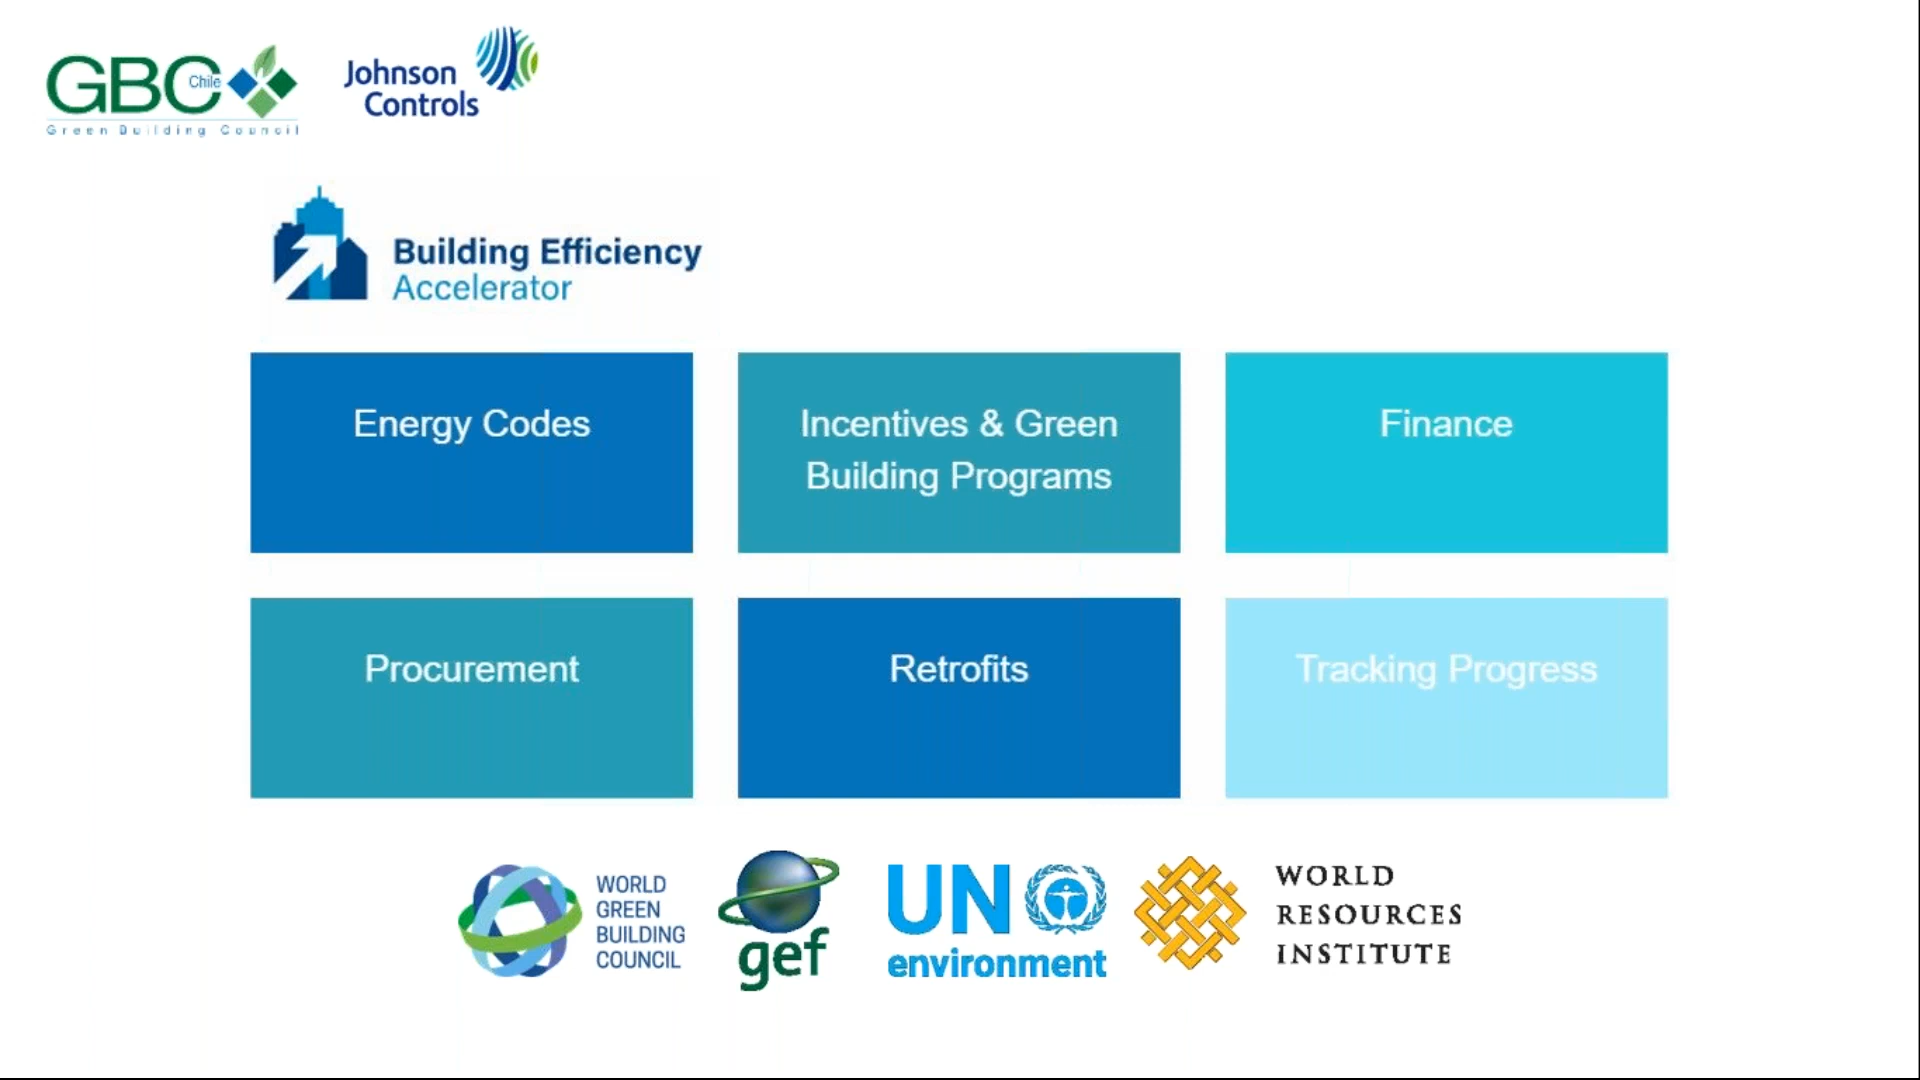 GBC Chile
Green Building Council
Johnson
Controls
Building Efficiency
Accelerator
Energy Codes
Incentives & Green
Building Programs
Finance
Procurement
Retrofits
Tracking Progress
WORLD
GREEN
BUILDING
COUNCIL
gef
UN
environment
WORLD
RESOURCES
INSTITUTE